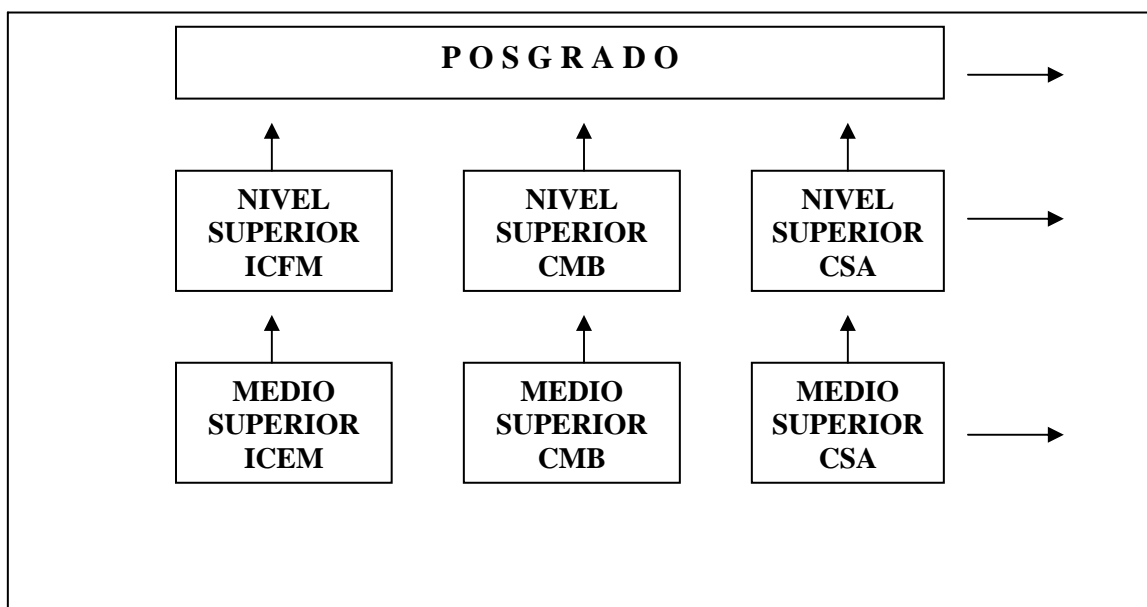 P O S G R A D O
NIVEL
SUPERIOR
ICFM
NIVEL
SUPERIOR
CMB
NIVEL
SUPERIOR
CSA
MEDIO
SUPERIOR
ICEM
MEDIO
SUPERIOR
CMB
MEDIO
SUPERIOR
CSA